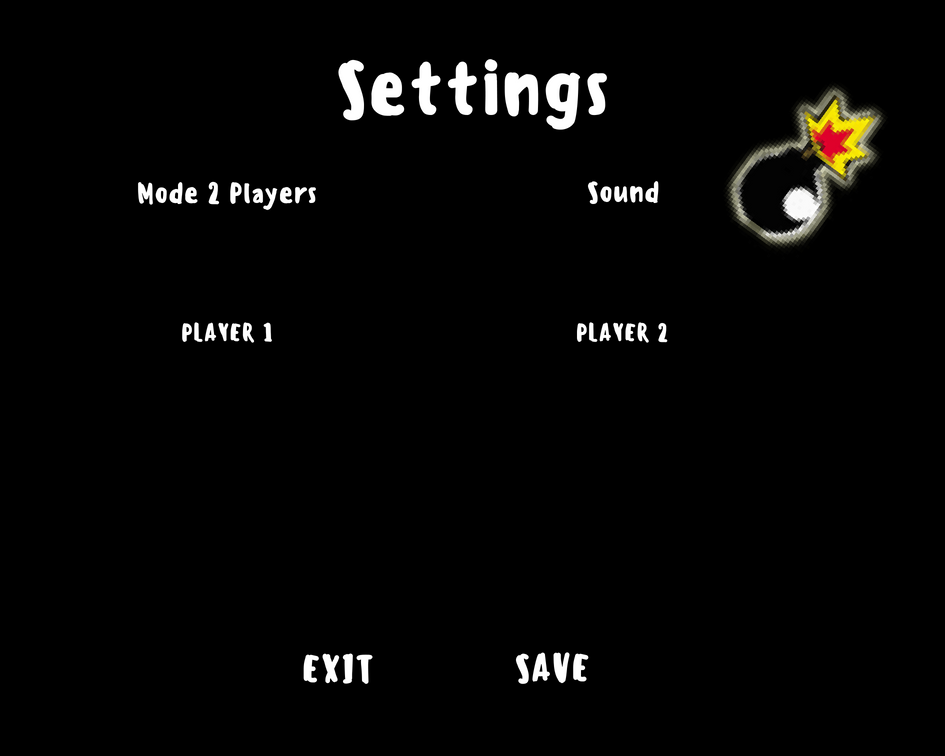 Settings
Mode 2 Players
Sound
PLAYER 1
PLAYER 2
EXIT
SAVE